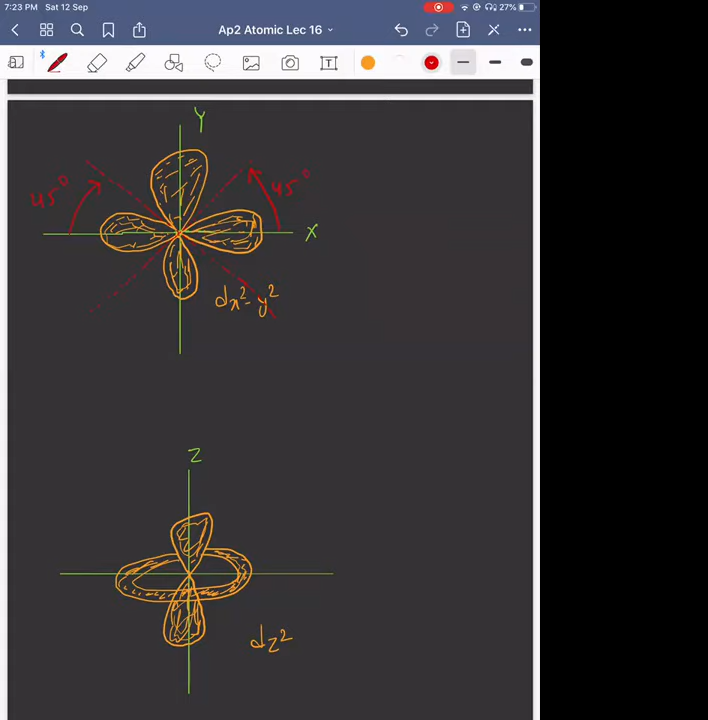 7:23 PM Sat 12 Sep 27%
Ap2 Atomic Lec 16
T
Y
45° 45°
X
dx²-y²
Z
dz²